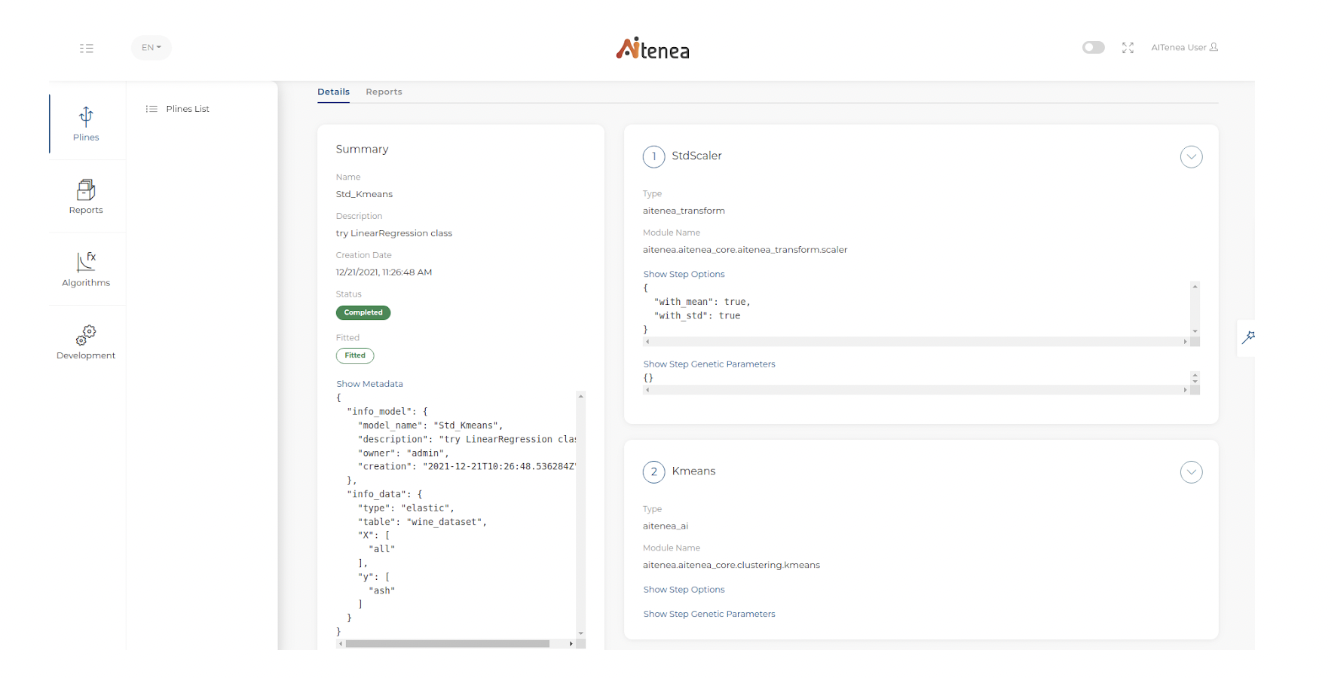 EN
Aitenea
AITenea User
Plines
Reports
Algorithms
Development
Plines List
Details Reports
Summary
Name
Std_Kmeans
Description
try LinearRegression class
Creation Date
12/21/2021, 11:26:48 AM
Status
Completed
Fitted
Fitted
Show Metadata
{
"info_model": {
"model_name": "Std_Kmeans",
"description": "try LinearRegression clas
"owner": "admin",
"creation": "2021-12-21T10:26:48.536284Z"
},
"info_data": {
"type": "elastic",
"table": "wine_dataset",
"X": [
"all"
],
"y": [
"ash"
]
}
}
1 StdScaler
Type
aitenea_transform
Module Name
aitenea.aitenea_core.aitenea_transform.scaler
Show Step Options
{
"with_mean": true,
"with_std": true
}
Show Step Genetic Parameters
{}
2 Kmeans
Type
aitenea_ai
Module Name
aitenea.aitenea_core.clustering.kmeans
Show Step Options
Show Step Genetic Parameters